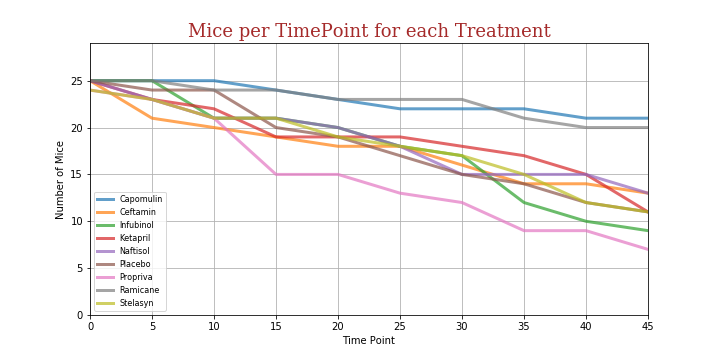 Mice per TimePoint for each Treatment
Number of Mice
25
20
15
10
5
0
Capomulin
Ceftamin
Infubinol
Ketapril
Naftisol
Placebo
Propriva
Ramicane
Stelasyn
0 5 10 15 20 25 30 35 40 45
Time Point